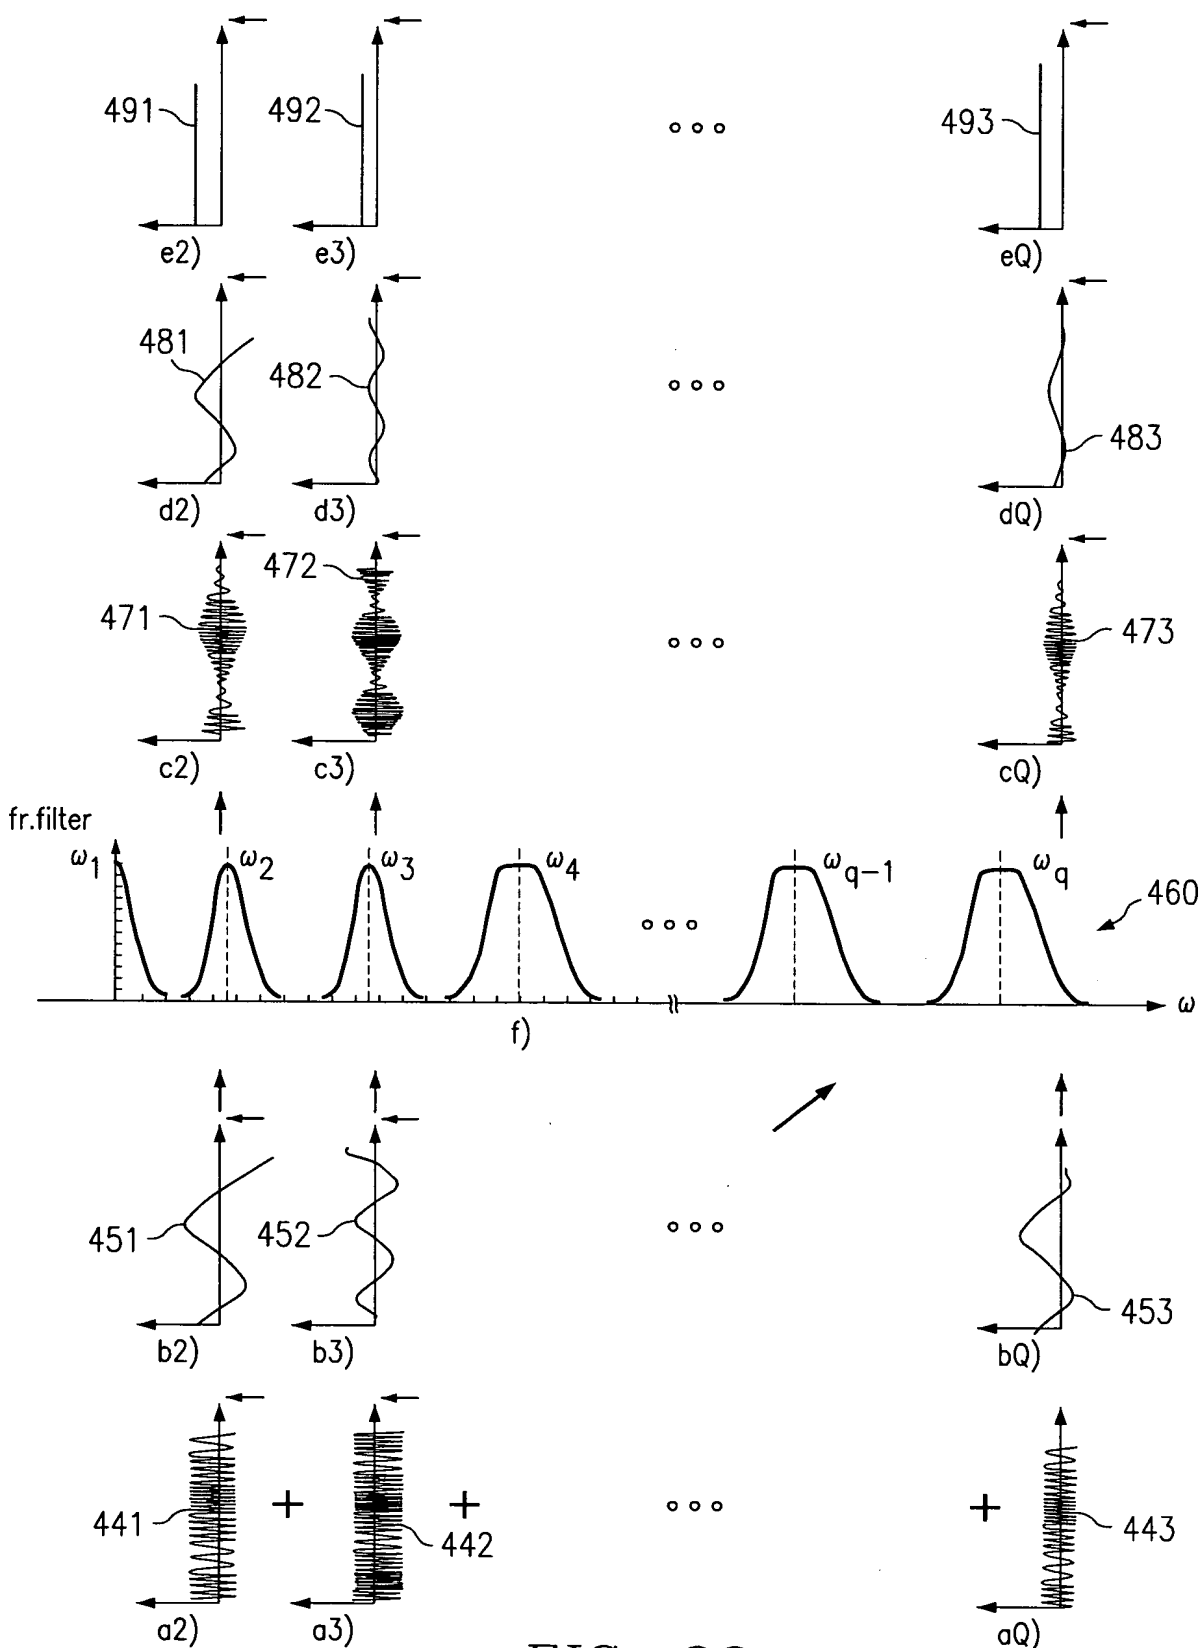 491 492 493
e2) e3) eQ)
481 482 483
d2) d3) dQ)
472
471 473
c2) c3) cQ)
fr.filter
ω1 ω2 ω3 ω4 ωq-1 ωq
460
ω
f)
451 452 453
b2) b3) bQ)
+ + +
441 442 443
a2) a3) aQ)